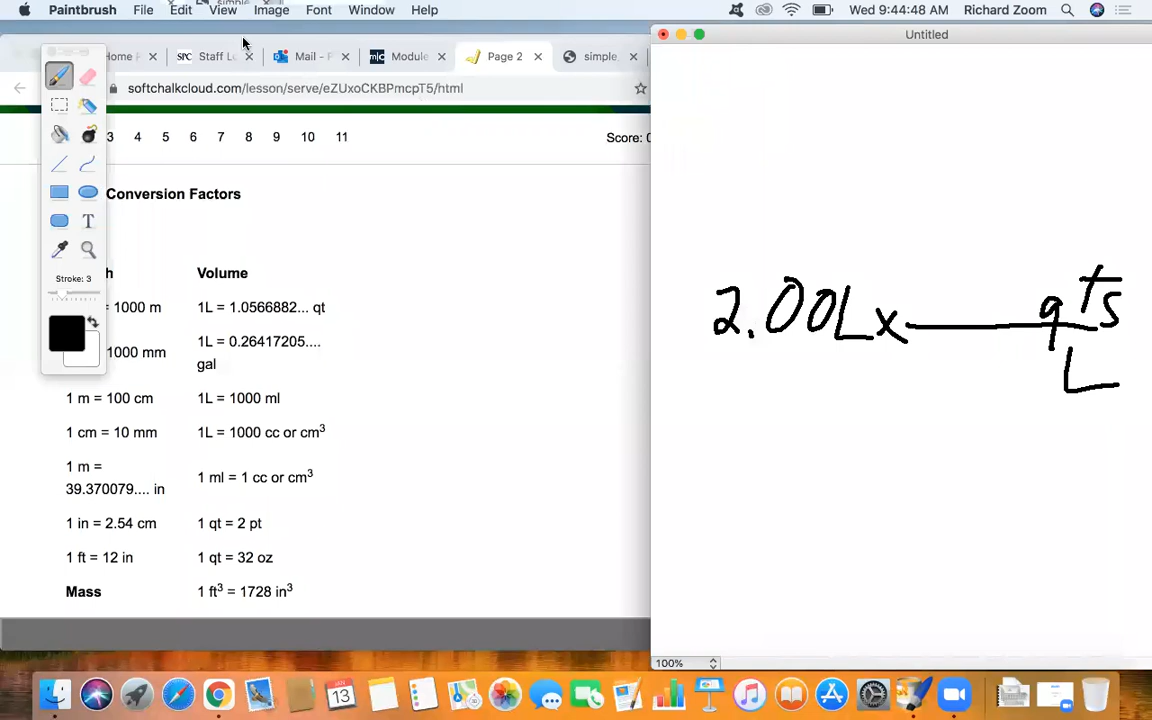 Paintbrush File Edit View Image Font Window Help Wed 9:44:48 AM Richard Zoom
Untitled
Home SPC Staff L Mail - Module Page 2 simple
softchalkcloud.com/lesson/serve/eZUxoCKBPmcpT5/html
3 4 5 6 7 8 9 10 11 Score:
Conversion Factors
Volume
= 1000 m 1L = 1.0566882... qt
1000 mm 1L = 0.26417205....
gal
1 m = 100 cm 1L = 1000 ml
1 cm = 10 mm 1L = 1000 cc or cm³
1 m =
39.370079.... in 1 ml = 1 cc or cm³
1 in = 2.54 cm 1 qt = 2 pt
1 ft = 12 in 1 qt = 32 oz
Mass 1 ft³ = 1728 in³
Stroke: 3
T
2.00L x qts
L
100%
JAN
13